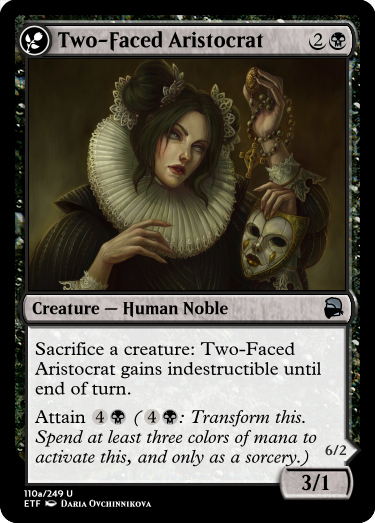 Two-Faced Aristocrat 2
Creature — Human Noble
Sacrifice a creature: Two-Faced
Aristocrat gains indestructible until
end of turn.
Attain 4 ( 4: Transform this.
Spend at least three colors of mana to
activate this, and only as a sorcery.)
6/2
3/1
110a/249 U
ETF Daria Ovchinnikova